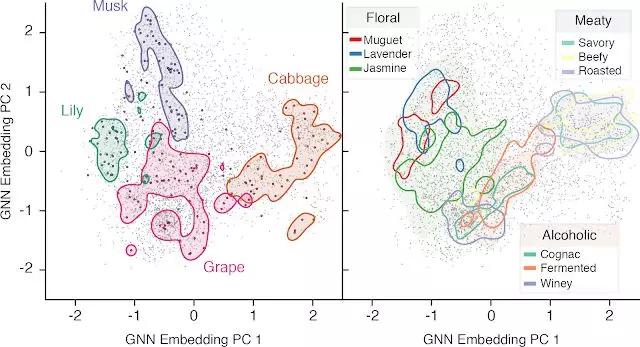 Musk
Cabbage
Lily
Grape
GNN Embedding PC 2
2
1
0
-1
-2
-2
-1
0
1
2
GNN Embedding PC 1
Floral
Muguet
Lavender
Jasmine
Meaty
Savory
Beefy
Roasted
Alcoholic
Cognac
Fermented
Winey
-2
-1
0
1
2
GNN Embedding PC 1